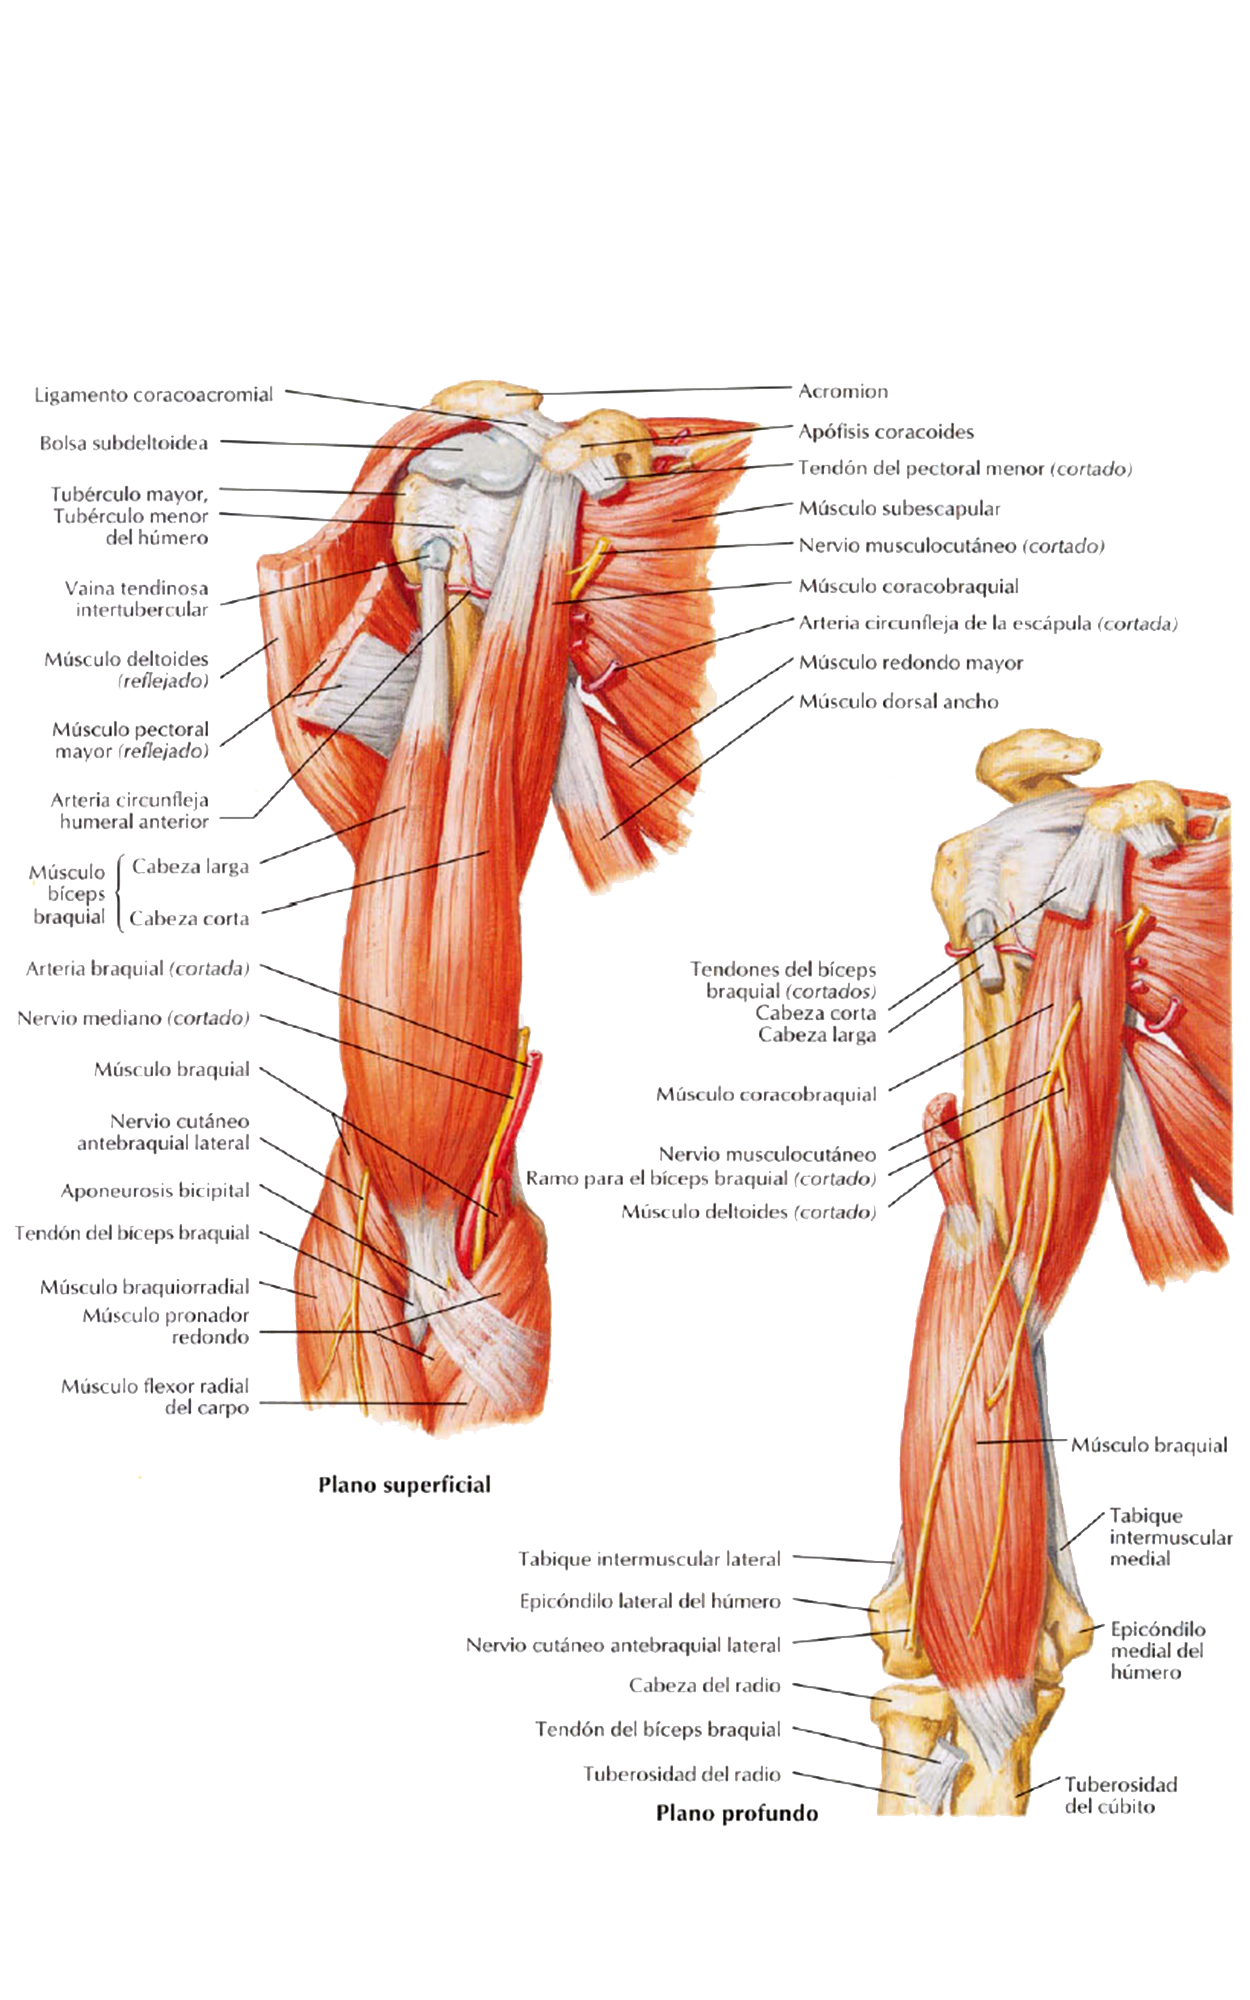 Ligamento coracoacromial
Bolsa subdeltoidea
Tubérculo mayor,
Tubérculo menor
del húmero
Vaina tendinosa
intertubercular
Músculo deltoides
(reflejado)
Músculo pectoral
mayor (reflejado)
Arteria circunfleja
humeral anterior
Músculo
bíceps
braquial
Cabeza larga
Cabeza corta
Arteria braquial (cortada)
Nervio mediano (cortado)
Músculo braquial
Nervio cutáneo
antebraquial lateral
Aponeurosis bicipital
Tendón del bíceps braquial
Músculo braquiorradial
Músculo pronador
redondo
Músculo flexor radial
del carpo
Plano superficial
Acromion
Apófisis coracoides
Tendón del pectoral menor (cortado)
Músculo subescapular
Nervio musculocutáneo (cortado)
Músculo coracobraquial
Arteria circunfleja de la escápula (cortada)
Músculo redondo mayor
Músculo dorsal ancho
Tendones del bíceps
braquial (cortados)
Cabeza corta
Cabeza larga
Músculo coracobraquial
Nervio musculocutáneo
Ramo para el bíceps braquial (cortado)
Músculo deltoides (cortado)
Músculo braquial
Tabique
intermuscular
medial
Tabique intermuscular lateral
Epicóndilo lateral del húmero
Nervio cutáneo antebraquial lateral
Epicóndilo
medial del
húmero
Cabeza del radio
Tendón del bíceps braquial
Tuberosidad del radio
Tuberosidad
del cúbito
Plano profundo